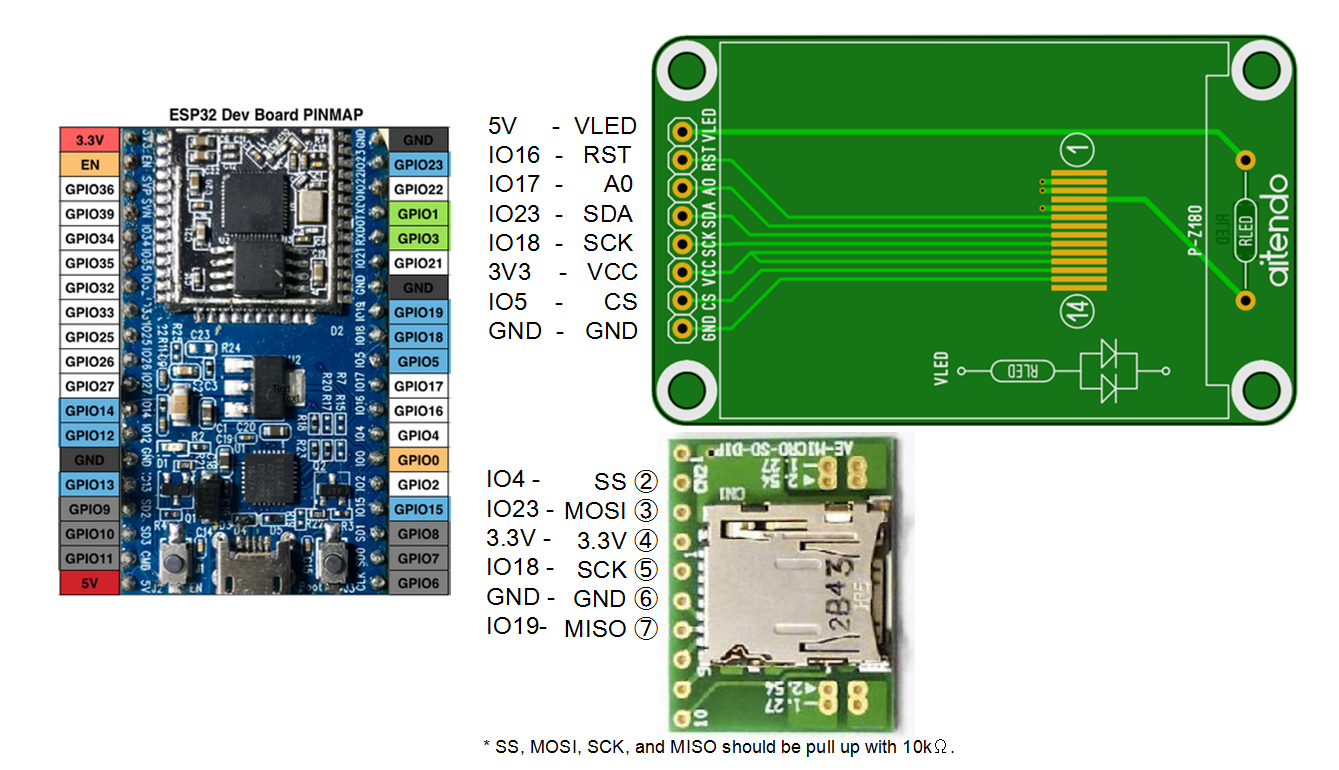 ESP32 Dev Board PINMAP
3.3V
EN
GPIO36
GPIO39
GPIO34
GPIO35
GPIO32
GPIO33
GPIO25
GPIO26
GPIO27
GPIO14
GPIO12
GND
GPIO13
GPIO9
GPIO10
GPIO11
5V
GND
GPIO23
GPIO22
GPIO1
GPIO3
GPIO21
GND
GPIO19
GPIO18
GPIO5
GPIO17
GPIO16
GPIO4
GPIO0
GPIO2
GPIO15
GPIO8
GPIO7
GPIO6
5V - VLED
IO16 - RST
IO17 - A0
IO23 - SDA
IO18 - SCK
3V3 - VCC
IO5 - CS
GND - GND
GND CS VCC SCK SDA A0 RST VLED
①
⑭
P-Z180
RLED
RLED
aitendo
VLED
RLED
IO4 - SS ②
IO23 - MOSI ③
3.3V - 3.3V ④
IO18 - SCK ⑤
GND - GND ⑥
IO19- MISO ⑦
AE-MICRO-SD-DIP
CN2
1
CN1
2B43
10
* SS, MOSI, SCK, and MISO should be pull up with 10kΩ.